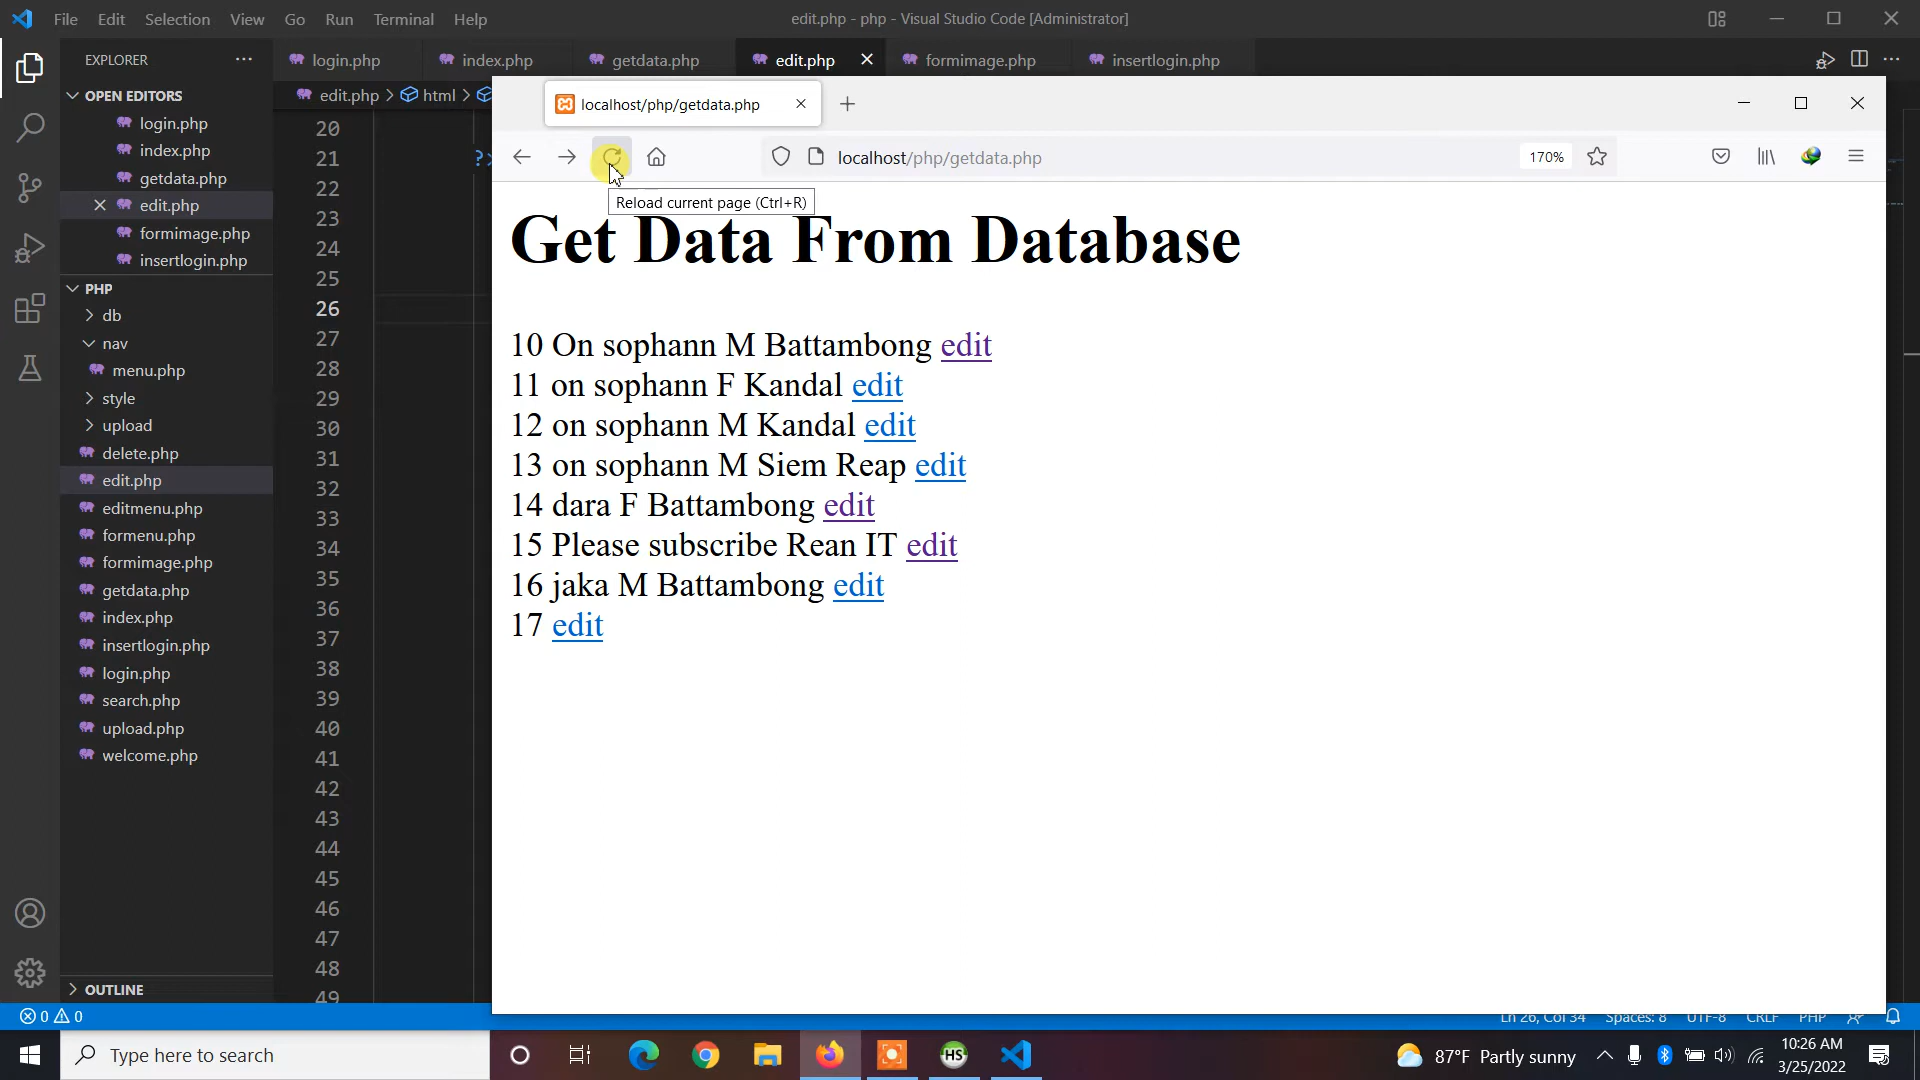 File Edit Selection View Go Run Terminal Help
edit.php - php - Visual Studio Code [Administrator]
EXPLORER
login.php index.php getdata.php edit.php formimage.php insertlogin.php
OPEN EDITORS
login.php
index.php
getdata.php
edit.php
formimage.php
insertlogin.php
PHP
db
nav
menu.php
style
upload
delete.php
edit.php
editmenu.php
formenu.php
formimage.php
getdata.php
index.php
insertlogin.php
login.php
search.php
upload.php
welcome.php
OUTLINE
edit.php > html >
20
21
22
23
24
25
26
27
28
29
30
31
32
33
34
35
36
37
38
39
40
41
42
43
44
45
46
47
48
49
localhost/php/getdata.php
localhost/php/getdata.php 170%
Reload current page (Ctrl+R)
Get Data From Database
10 On sophann M Battambong edit
11 on sophann F Kandal edit
12 on sophann M Kandal edit
13 on sophann M Siem Reap edit
14 dara F Battambong edit
15 Please subscribe Rean IT edit
16 jaka M Battambong edit
17 edit
0 0
Ln 26, Col 34 Spaces: 8 UTF-8 CRLF PHP
Type here to search
HS
87°F Partly sunny
10:26 AM
3/25/2022